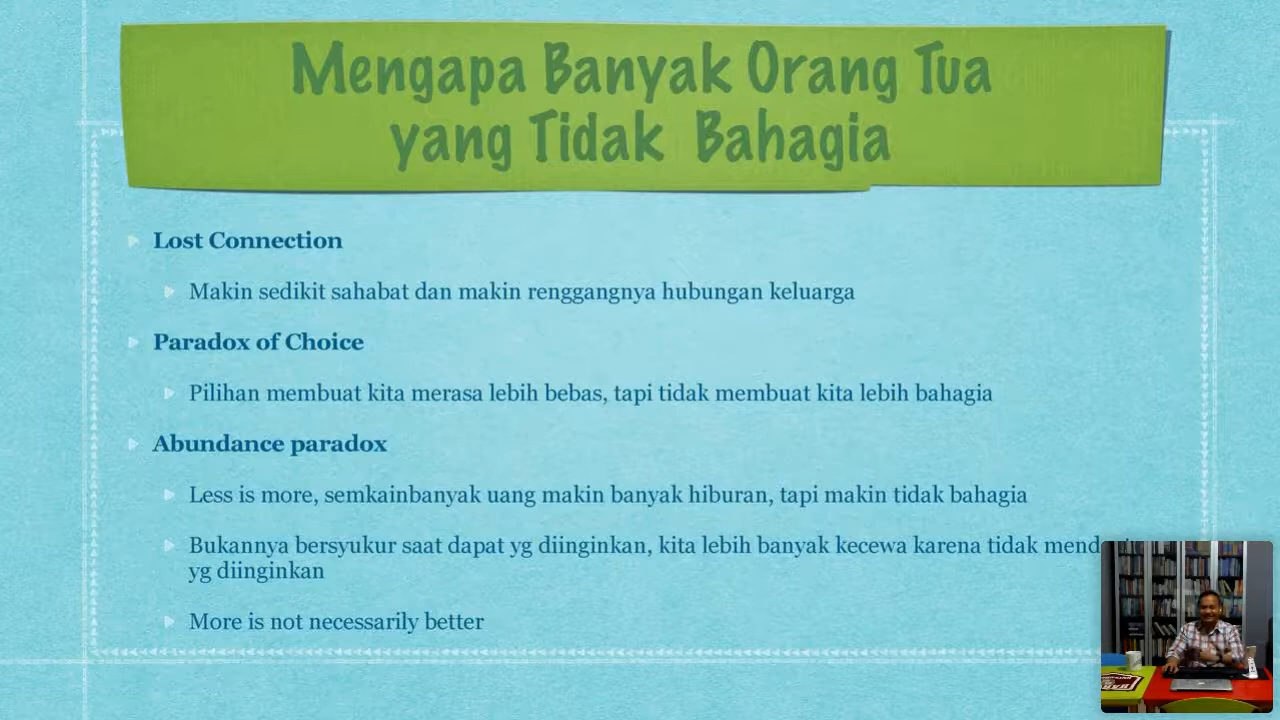 Mengapa Banyak Orang Tua
yang Tidak Bahagia
Lost Connection
Makin sedikit sahabat dan makin renggangnya hubungan keluarga
Paradox of Choice
Pilihan membuat kita merasa lebih bebas, tapi tidak membuat kita lebih bahagia
Abundance paradox
Less is more, semkainbanyak uang makin banyak hiburan, tapi makin tidak bahagia
Bukannya bersyukur saat dapat yg diinginkan, kita lebih banyak kecewa karena tidak
yg diinginkan
More is not necessarily better